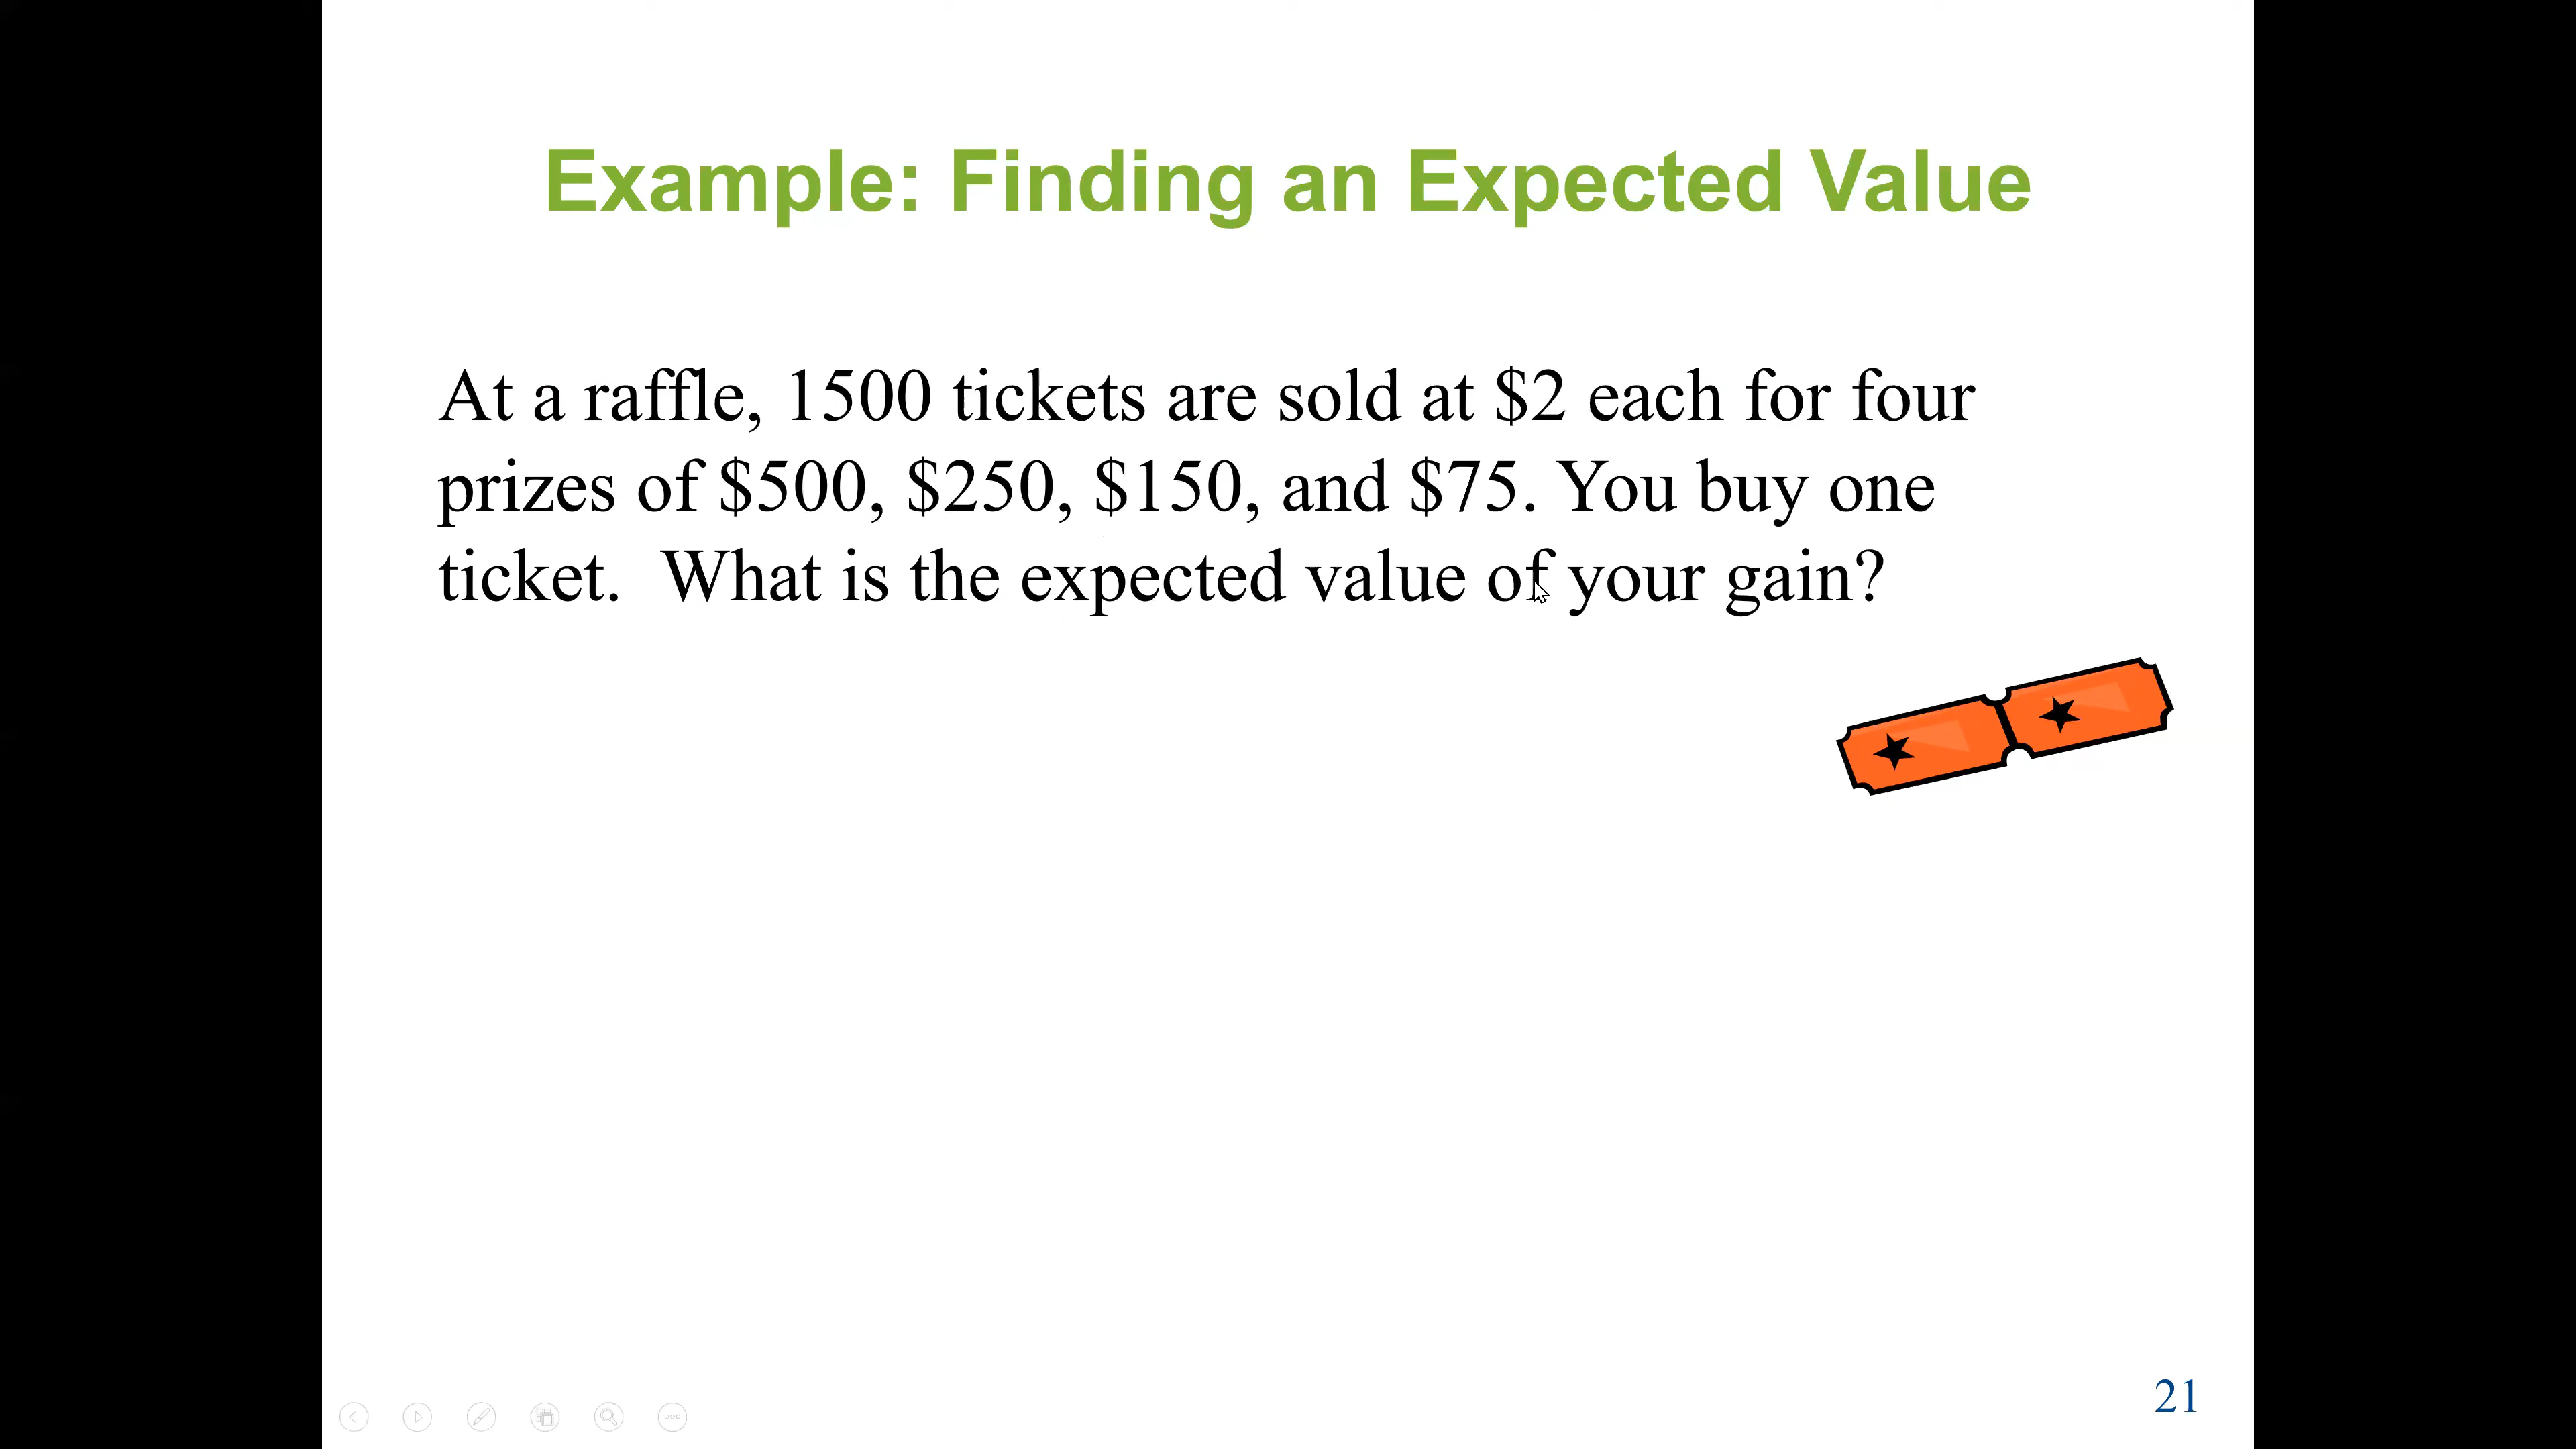 Example: Finding an Expected Value
At a raffle, 1500 tickets are sold at $2 each for four
prizes of $500, $250, $150, and $75. You buy one
ticket.  What is the expected value of your gain?
21